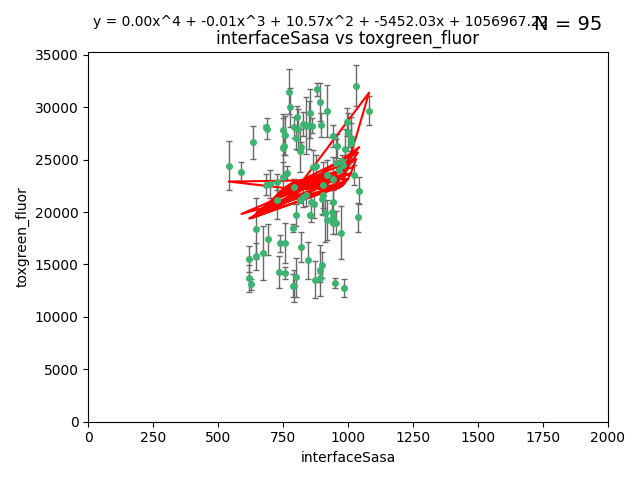 y = 0.00x^4 + -0.01x^3 + 10.57x^2 + -5452.03x + 1056967.22
N = 95
interfaceSasa vs toxgreen_fluor
35000
30000
25000
20000
15000
10000
5000
0
toxgreen_fluor
0 250 500 750 1000 1250 1500 1750 2000
interfaceSasa